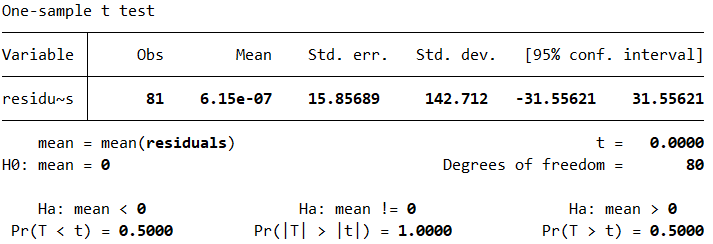 One-sample t test
Variable Obs Mean Std. err. Std. dev. [95% conf. interval]
residu~s 81 6.15e-07 15.85689 142.712 -31.55621 31.55621
mean = mean(residuals) t = 0.0000
H0: mean = 0 Degrees of freedom = 80
Ha: mean < 0 Ha: mean != 0 Ha: mean > 0
Pr(T < t) = 0.5000 Pr(|T| > |t|) = 1.0000 Pr(T > t) = 0.5000